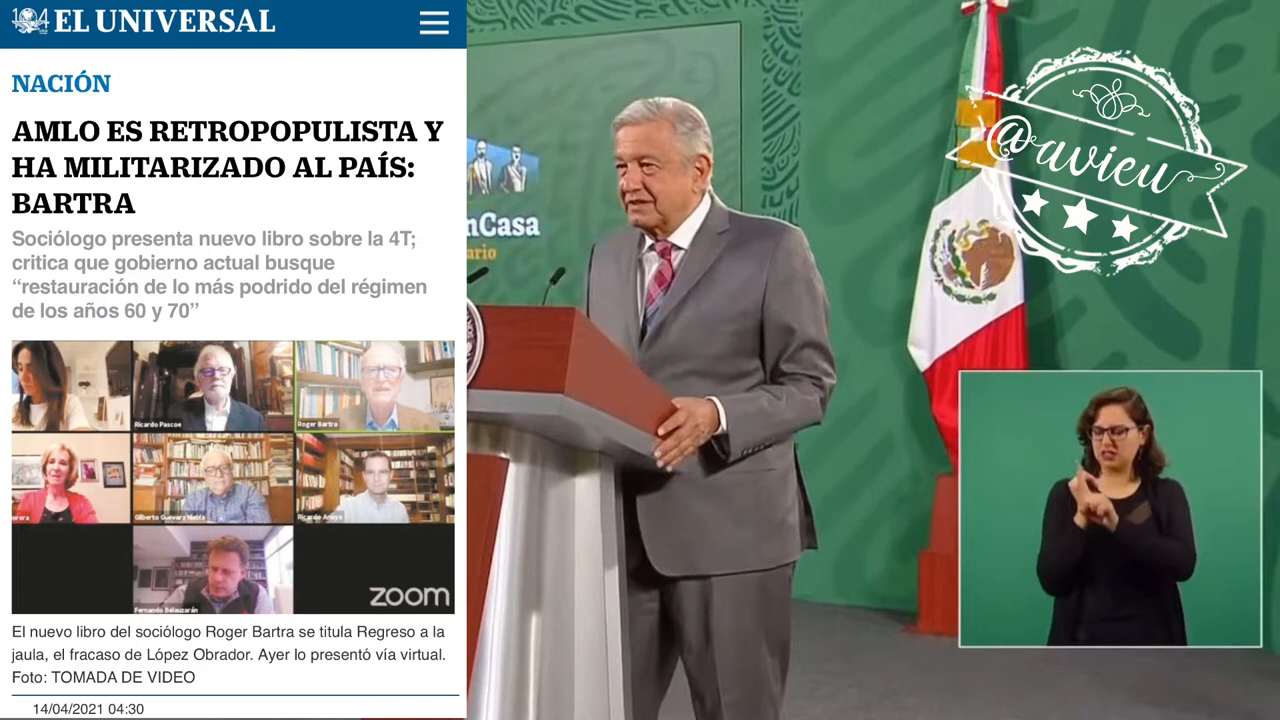 104 EL UNIVERSAL
NACIÓN
AMLO ES RETROPOPULISTA Y
HA MILITARIZADO AL PAÍS:
BARTRA
Sociólogo presenta nuevo libro sobre la 4T;
critica que gobierno actual busque
“restauración de lo más podrido del régimen
de los años 60 y 70”
Ricardo Pascoe
Roger Bartra
Gilberto Guevara Niebla
Ricardo Anaya
Fernando Belauzarán
zoom
El nuevo libro del sociólogo Roger Bartra se titula Regreso a la
jaula, el fracaso de López Obrador. Ayer lo presentó vía virtual.
Foto: TOMADA DE VIDEO
14/04/2021 04:30
nCasa
ario
@avieu